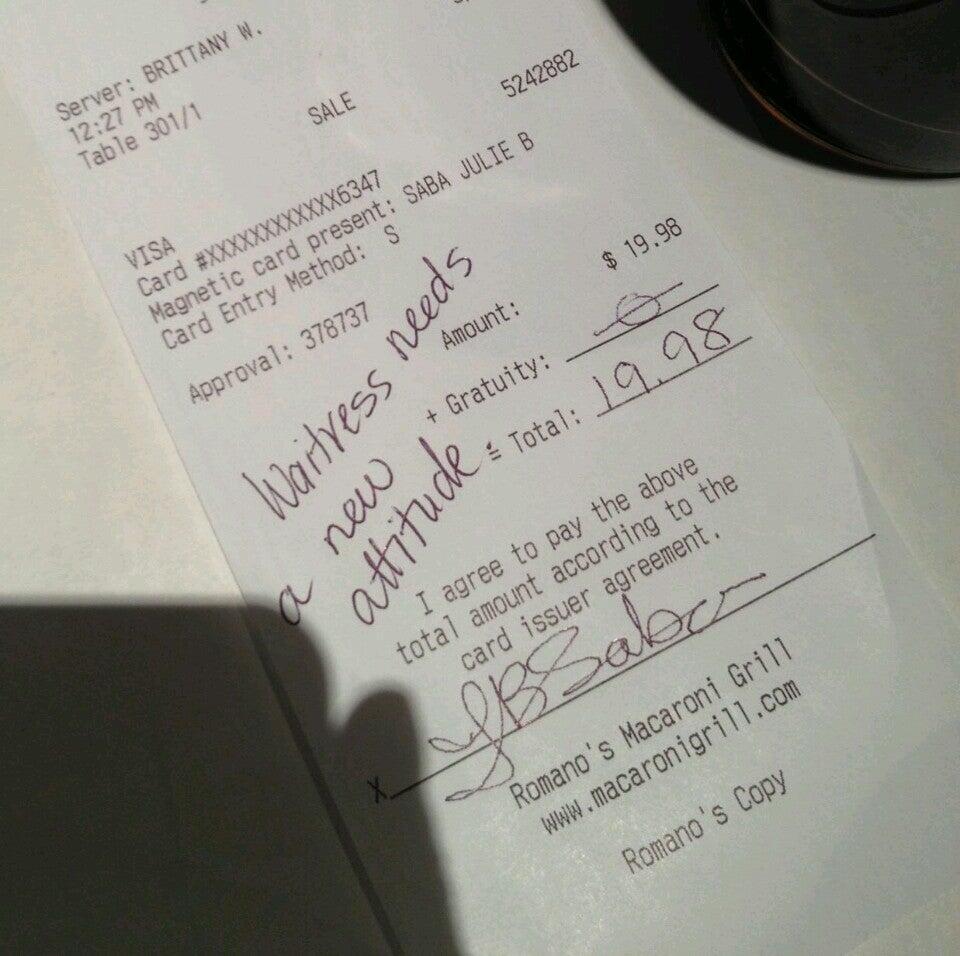 Server: BRITTANY W.
12:27 PM
Table 301/1
SALE 5242882
VISA
Card #XXXXXXXXXXXX6347
Magnetic card present: SABA JULIE B
Card Entry Method: S
Approval: 378737
Amount: $ 19.98
+ Gratuity: 0
= Total: 19.98
Waitress needs
a new
attitude
I agree to pay the above
total amount according to the
card issuer agreement.
X JBSaba
Romano's Macaroni Grill
www.macaronigrill.com
Romano's Copy